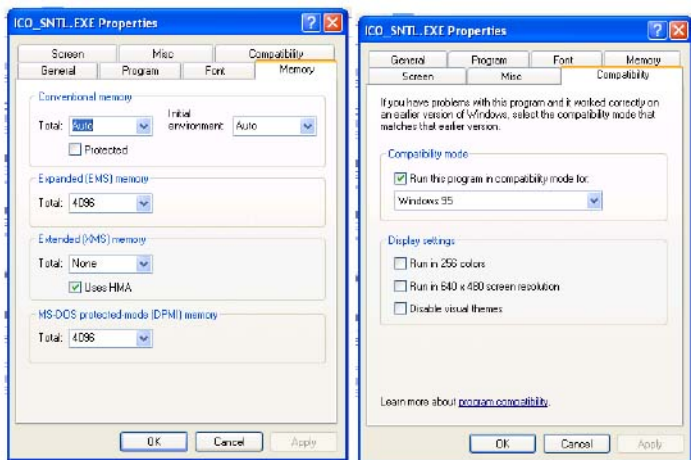 ICO_SNTL.EXE Properties
Screen Misc Compatibility
General Program Font Memory
Conventional memory
Total: Auto Initial environment: Auto
Protected
Expanded (EMS) memory
Total: 4096
Extended (XMS) memory
Total: None
Uses HMA
MS-DOS protected-mode (DPMI) memory
Total: 4096
OK Cancel Apply
ICO_SNTL.EXE Properties
General Program Font Memory
Screen Misc Compatibility
If you have problems with this program and it worked correctly on
an earlier version of Windows, select the compatibility mode that
matches that earlier version.
Compatibility mode
Run this program in compatibility mode for:
Windows 95
Display settings
Run in 256 colors
Run in 640 x 480 screen resolution
Disable visual themes
Learn more about program compatibility.
OK Cancel Apply